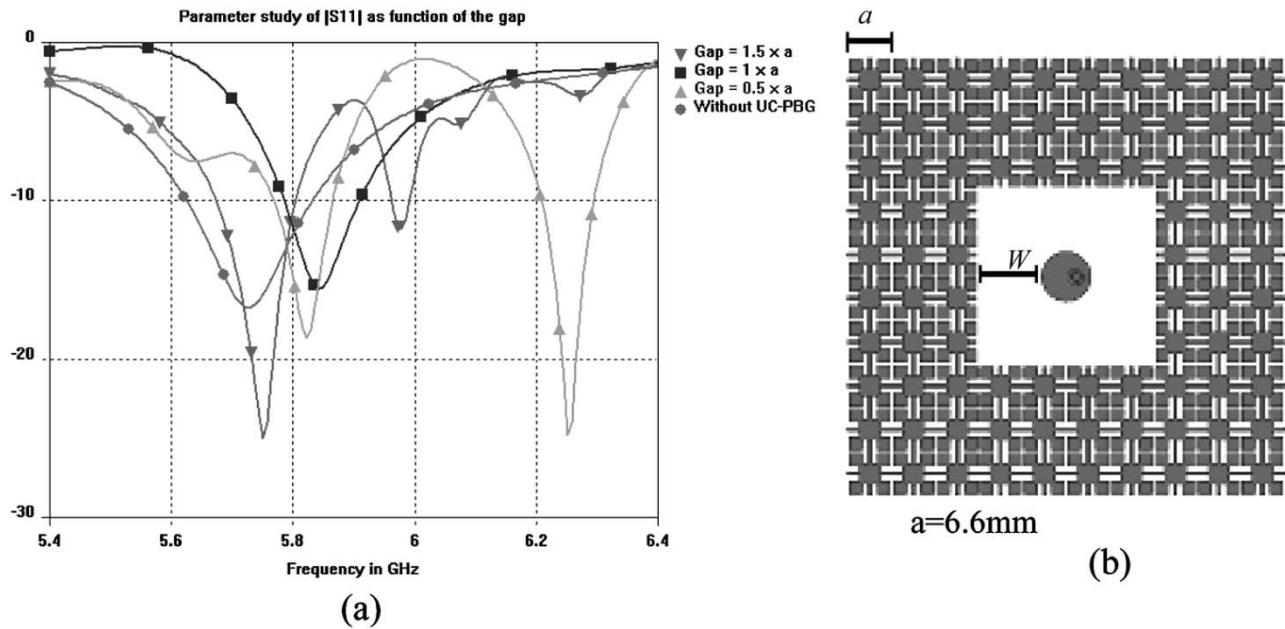 Parameter study of |S11| as function of the gap
0
-10
-20
-30
5.4
5.6
5.8
6
6.2
6.4
Frequency in GHz
Gap = 1.5 × a
Gap = 1 × a
Gap = 0.5 × a
Without UC-PBG
(a)
a
W
a=6.6mm
(b)